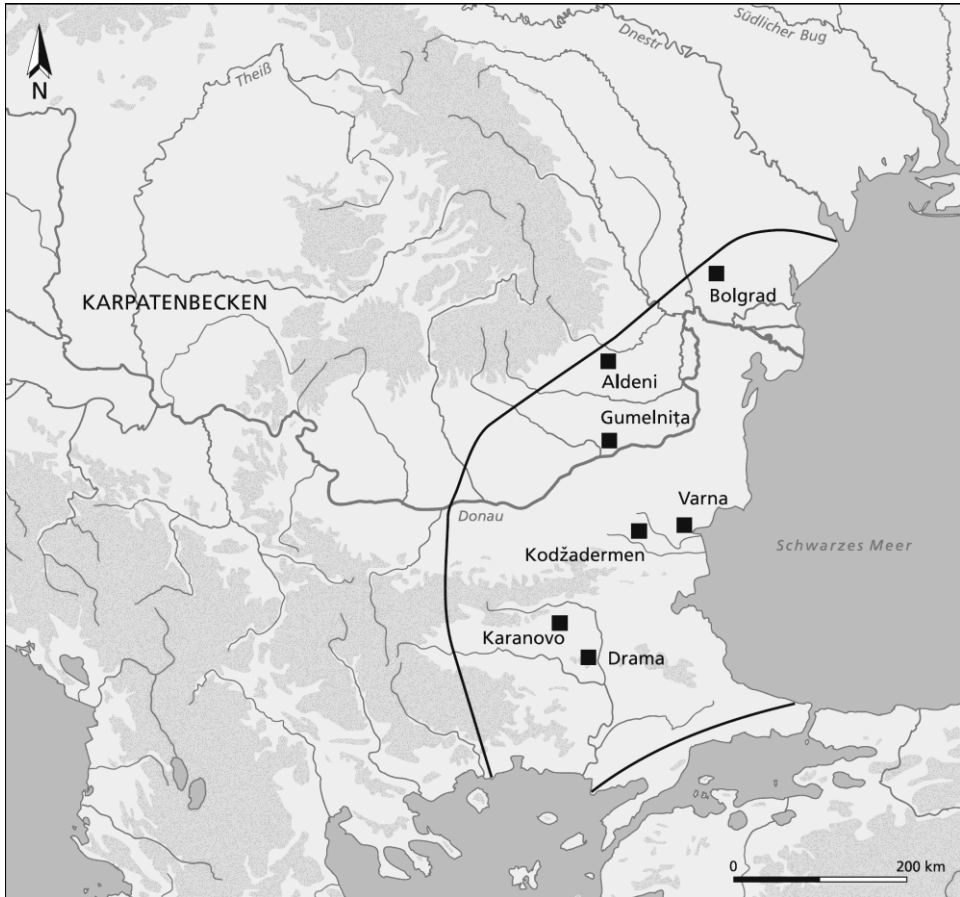 Südlicher Bug
Dnestr
Theiß
N
KARPATENBECKEN
Bolgrad
Aldeni
Gumelnița
Varna
Donau
Kodžadermen
Schwarzes Meer
Karanovo
Drama
0 200 km